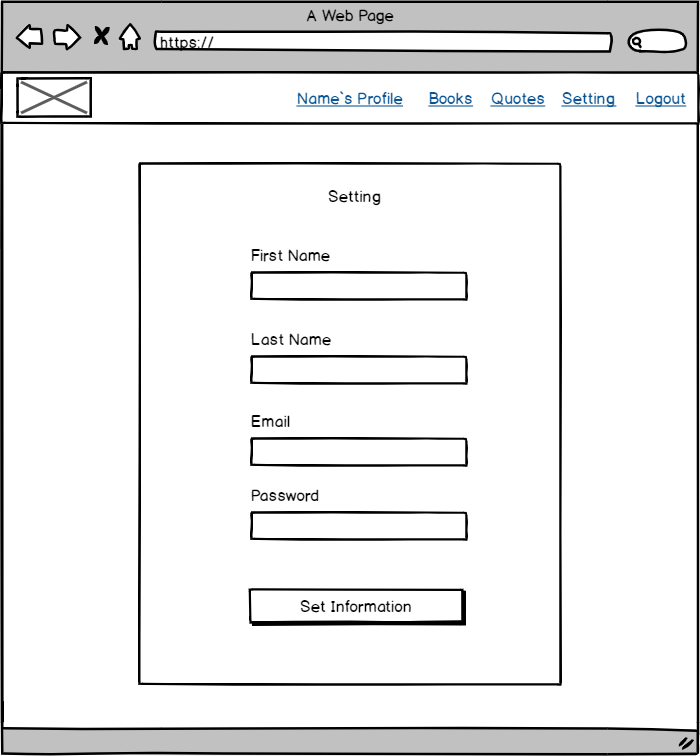 A Web Page
https://
Name`s Profile Books Quotes Setting Logout
Setting
First Name
Last Name
Email
Password
Set Information